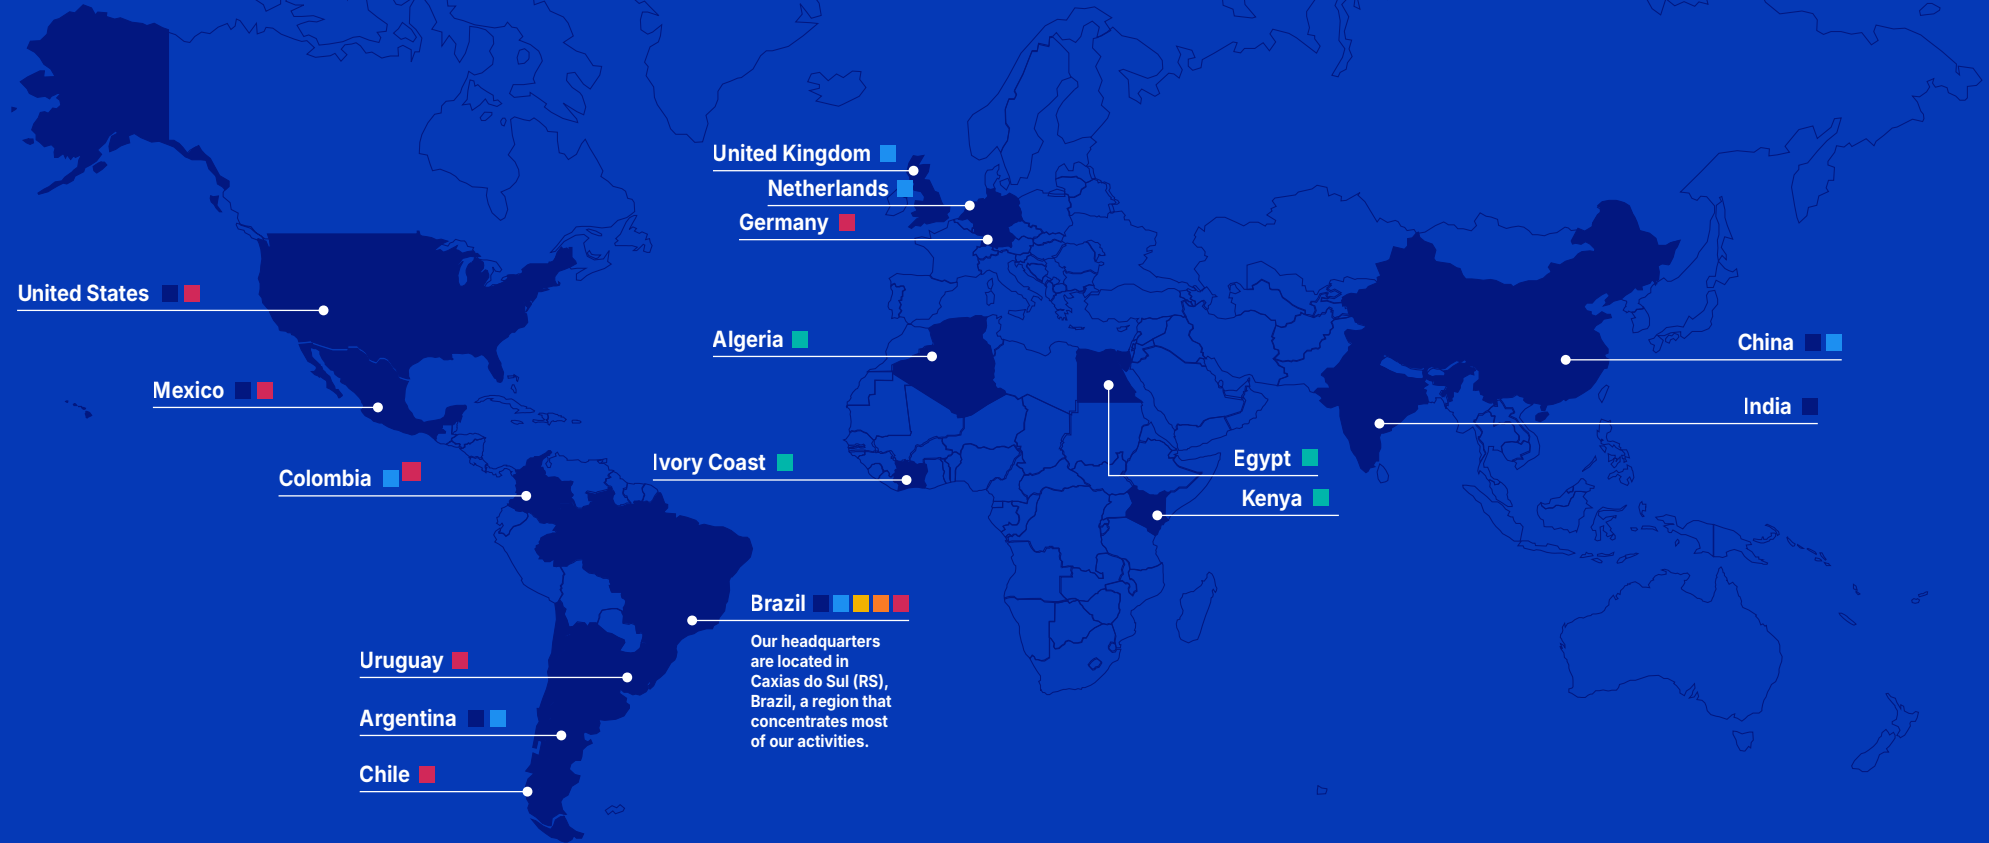 United Kingdom
Netherlands
Germany
United States
Algeria
China
Mexico
India
Ivory Coast
Egypt
Colombia
Kenya
Brazil
Our headquarters
are located in
Caxias do Sul (RS),
Brazil, a region that
concentrates most
of our activities.
Uruguay
Argentina
Chile